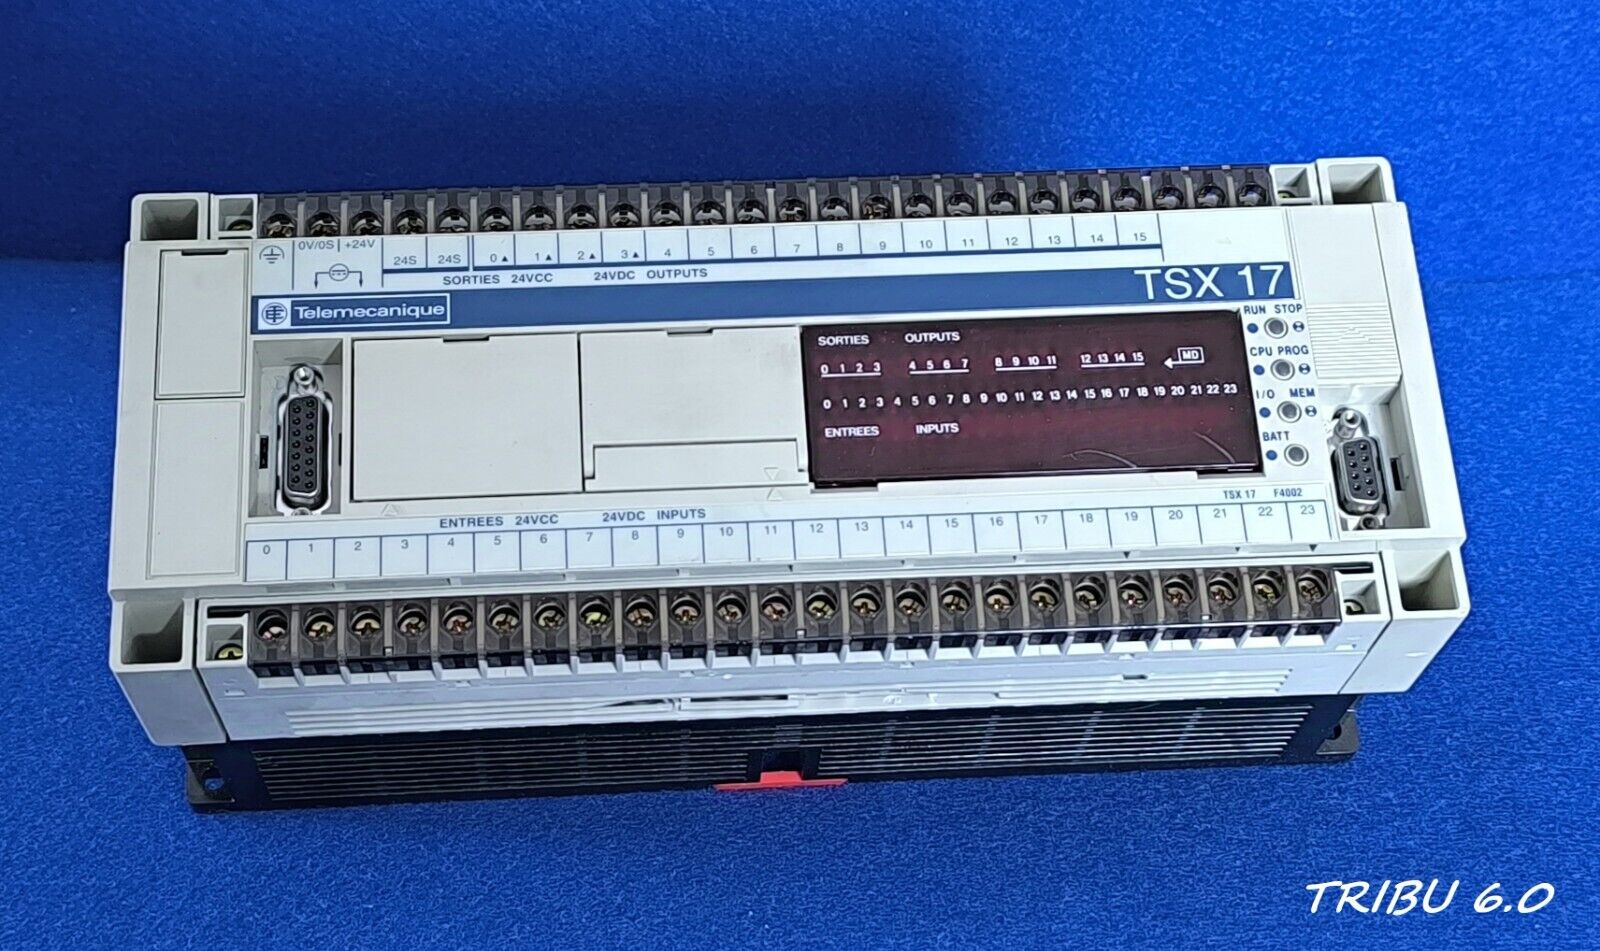 0V/0S +24V
24S 24S 0▲ 1▲ 2▲ 3▲ 4 5 6 7 8 9 10 11 12 13 14 15
SORTIES 24VCC 24VDC OUTPUTS
TSX 17
Telemecanique
RUN STOP
SORTIES OUTPUTS
0 1 2 3 4 5 6 7 8 9 10 11 12 13 14 15 MD
CPU PROG
0 1 2 3 4 5 6 7 8 9 10 11 12 13 14 15 16 17 18 19 20 21 22 23
I/O MEM
ENTREES INPUTS
BATT
TSX 17 F4002
ENTREES 24VCC 24VDC INPUTS
0 1 2 3 4 5 6 7 8 9 10 11 12 13 14 15 16 17 18 19 20 21 22 23
TRIBU 6.0